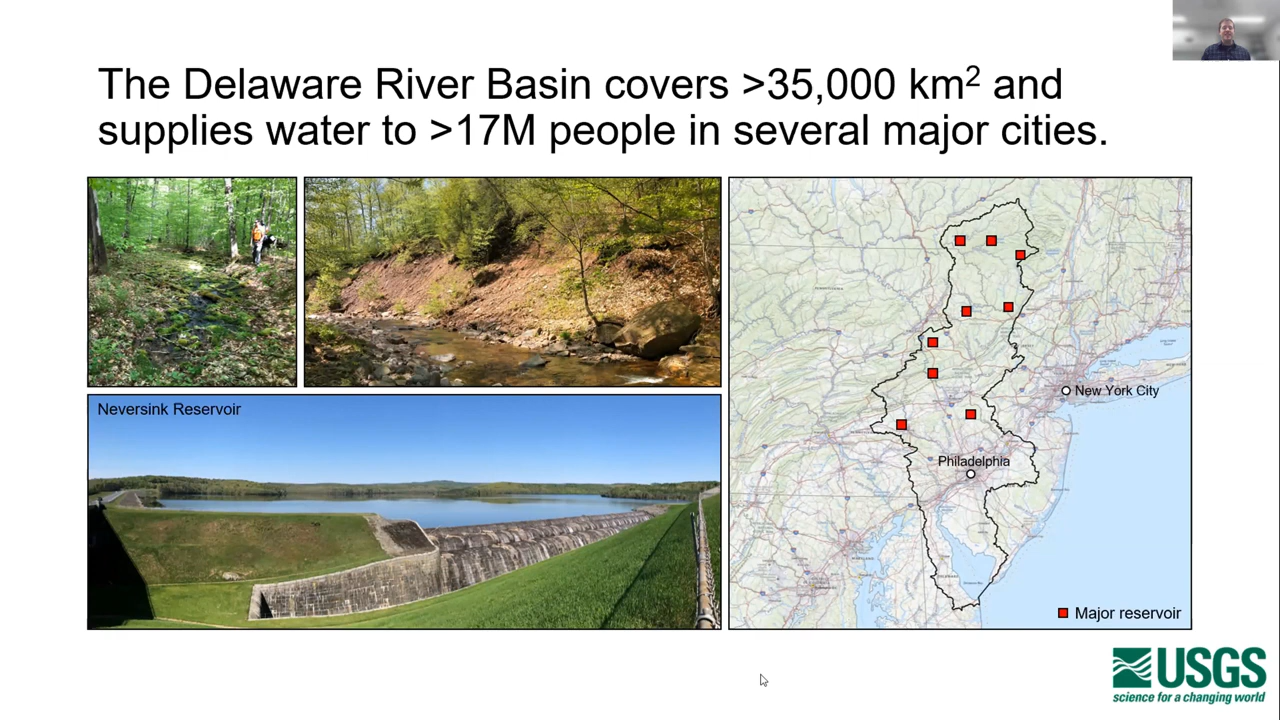 The Delaware River Basin covers >35,000 km² and
supplies water to >17M people in several major cities.
Neversink Reservoir
New York City
Philadelphia
Major reservoir
USGS
science for a changing world